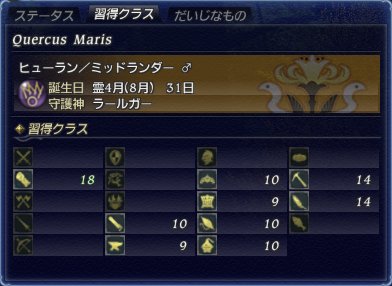 ステータス 習得クラス だいじなもの
Quercus Maris
ヒューラン／ミッドランダー ♂
誕生日 霊4月(8月) 31日
守護神 ラールガー
習得クラス
18 10 14
9 14
10 10
9 10